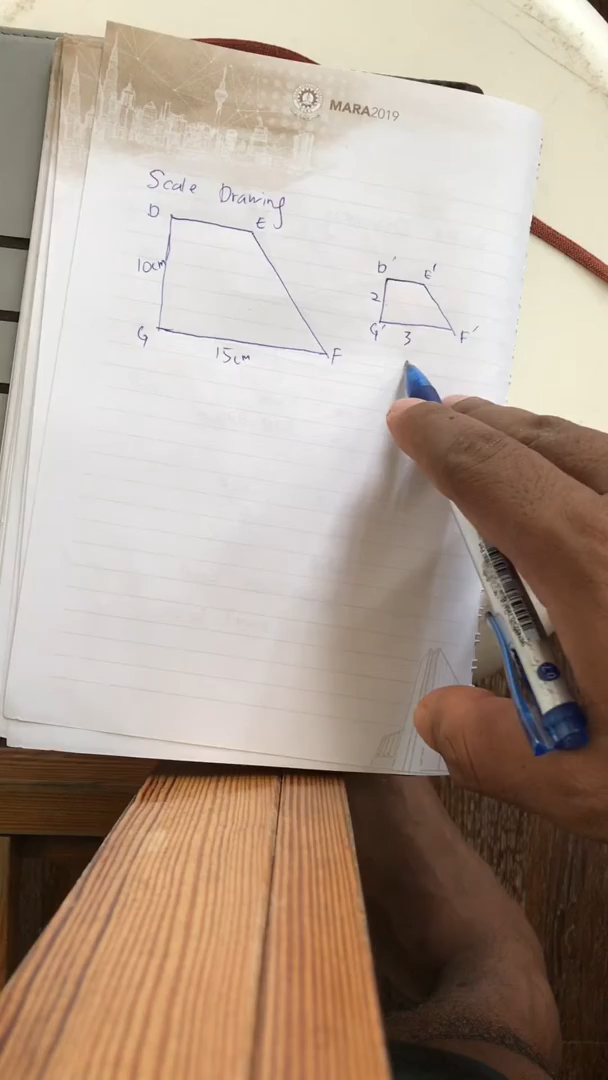 MARA2019
Scale Drawing
D
E
10cm
G
15cm
F
D'
E'
2
G'
3
F'